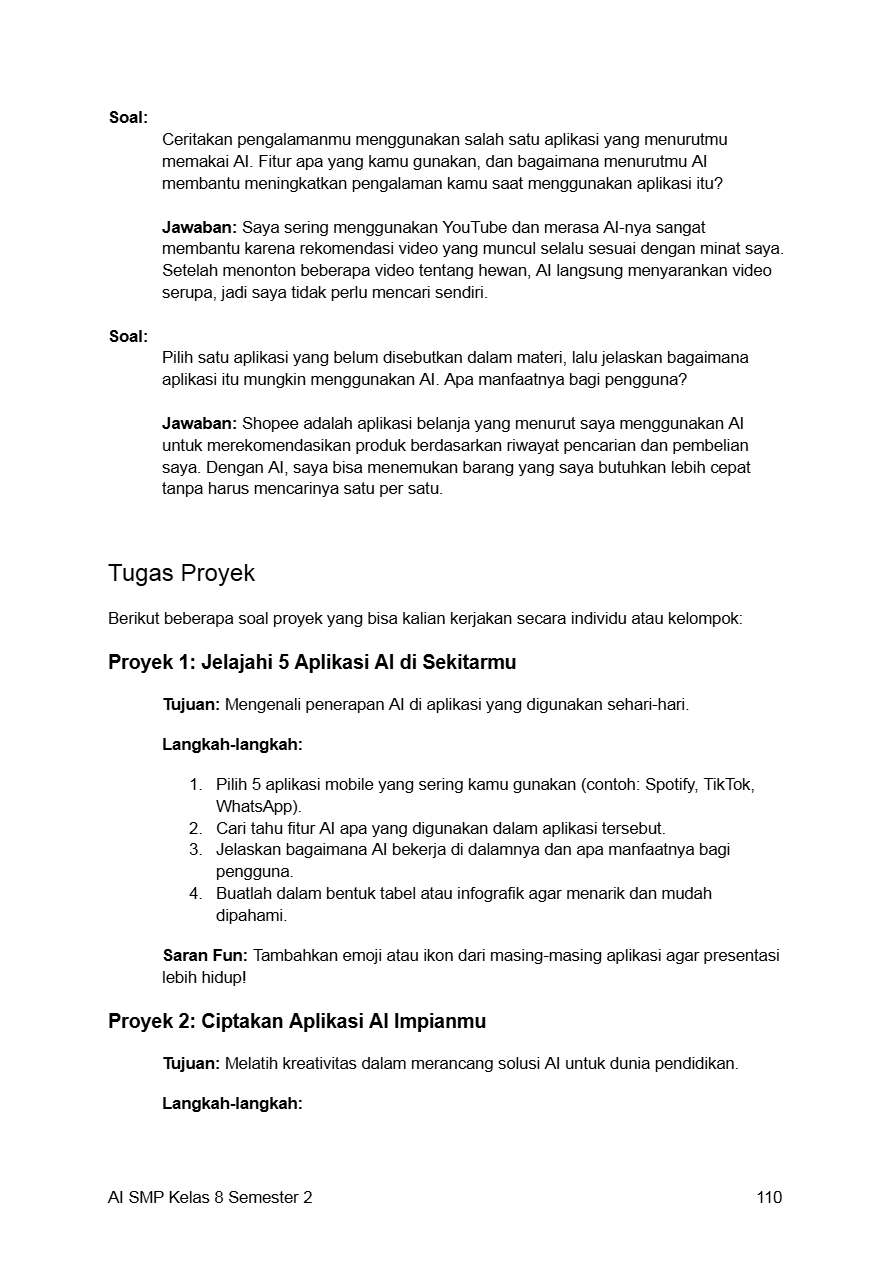 Soal:
Ceritakan pengalamanmu menggunakan salah satu aplikasi yang menurutmu
memakai AI. Fitur apa yang kamu gunakan, dan bagaimana menurutmu AI
membantu meningkatkan pengalaman kamu saat menggunakan aplikasi itu?
Jawaban: Saya sering menggunakan YouTube dan merasa AI-nya sangat
membantu karena rekomendasi video yang muncul selalu sesuai dengan minat saya.
Setelah menonton beberapa video tentang hewan, AI langsung menyarankan video
serupa, jadi saya tidak perlu mencari sendiri.
Soal:
Pilih satu aplikasi yang belum disebutkan dalam materi, lalu jelaskan bagaimana
aplikasi itu mungkin menggunakan AI. Apa manfaatnya bagi pengguna?
Jawaban: Shopee adalah aplikasi belanja yang menurut saya menggunakan AI
untuk merekomendasikan produk berdasarkan riwayat pencarian dan pembelian
saya. Dengan AI, saya bisa menemukan barang yang saya butuhkan lebih cepat
tanpa harus mencarinya satu per satu.
Tugas Proyek
Berikut beberapa soal proyek yang bisa kalian kerjakan secara individu atau kelompok:
Proyek 1: Jelajahi 5 Aplikasi AI di Sekitarmu
Tujuan: Mengenali penerapan AI di aplikasi yang digunakan sehari-hari.
Langkah-langkah:
1. Pilih 5 aplikasi mobile yang sering kamu gunakan (contoh: Spotify, TikTok,
WhatsApp).
2. Cari tahu fitur AI apa yang digunakan dalam aplikasi tersebut.
3. Jelaskan bagaimana AI bekerja di dalamnya dan apa manfaatnya bagi
pengguna.
4. Buatlah dalam bentuk tabel atau infografik agar menarik dan mudah
dipahami.
Saran Fun: Tambahkan emoji atau ikon dari masing-masing aplikasi agar presentasi
lebih hidup!
Proyek 2: Ciptakan Aplikasi AI Impianmu
Tujuan: Melatih kreativitas dalam merancang solusi AI untuk dunia pendidikan.
Langkah-langkah:
AI SMP Kelas 8 Semester 2 110